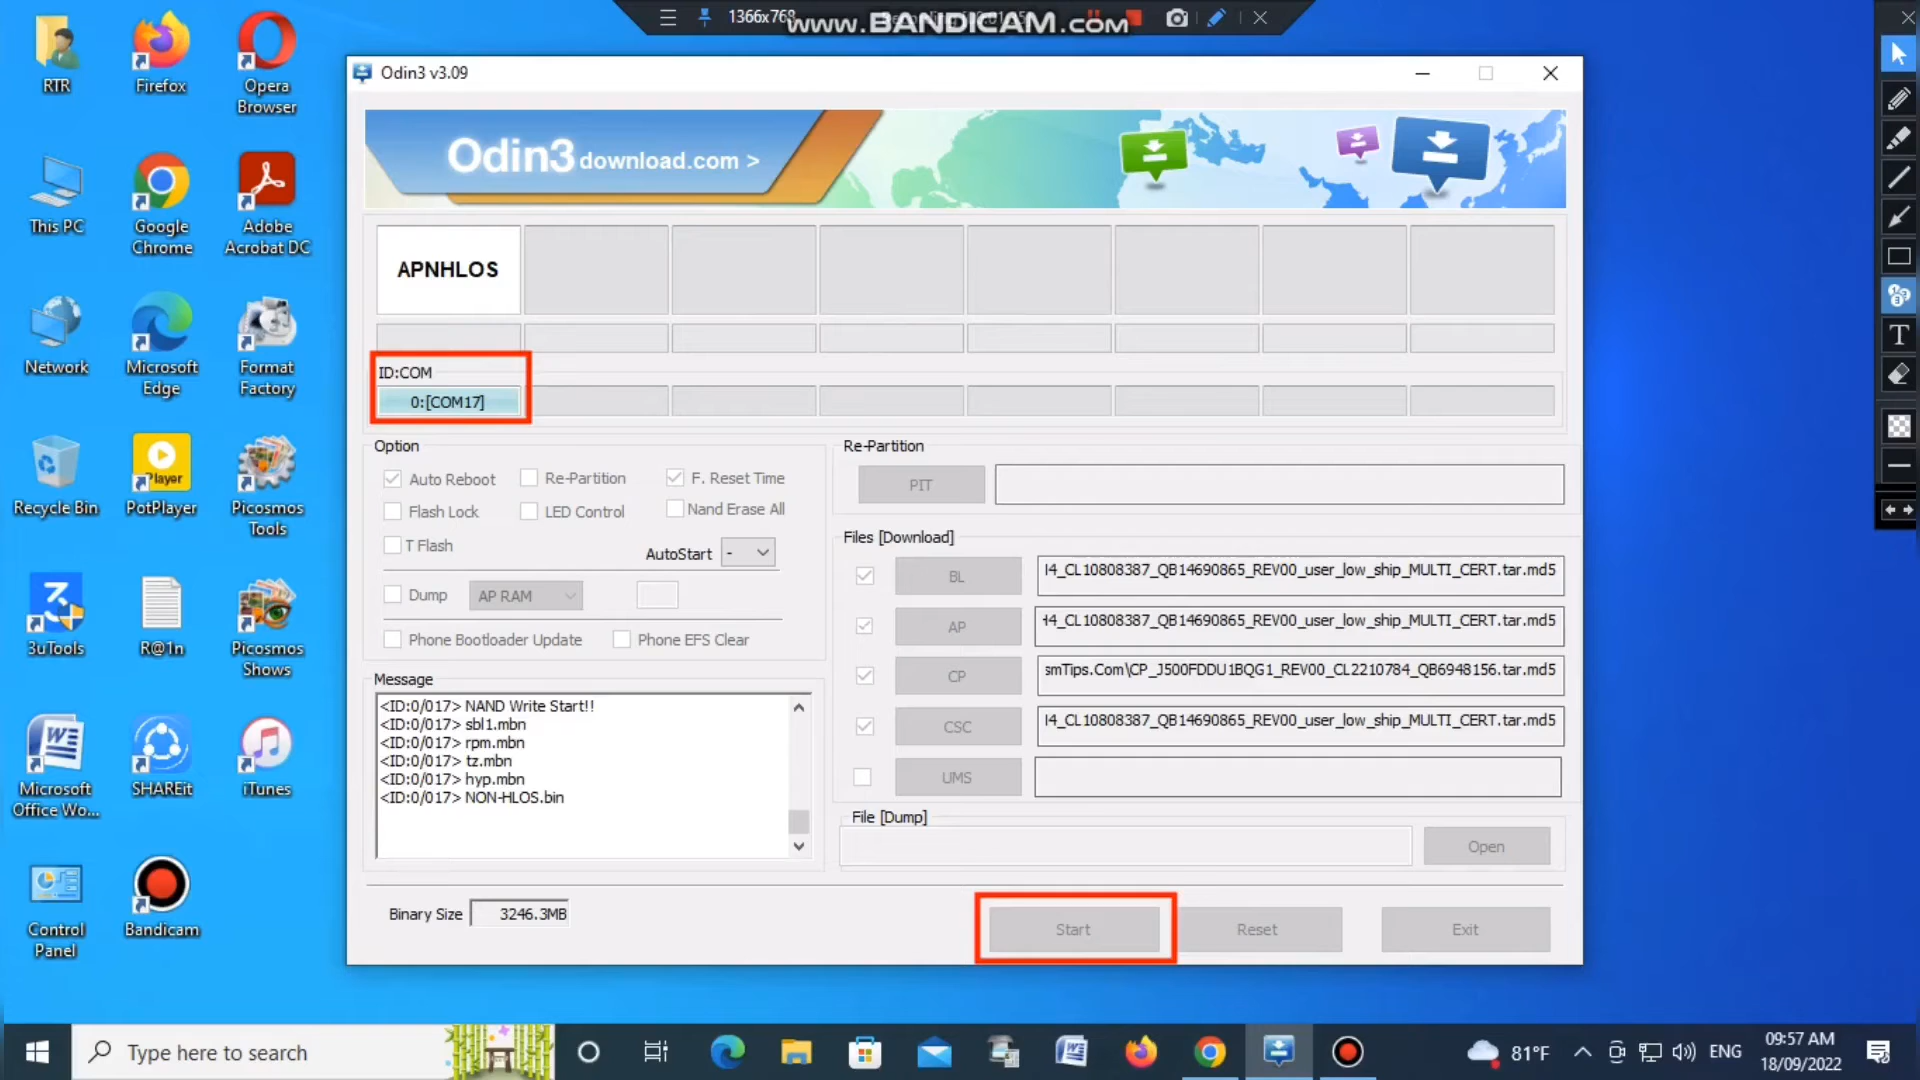 1366x768
www.BANDICAM.com
RTR
Firefox
Opera
Browser
This PC
Google
Chrome
Adobe
Acrobat DC
Network
Microsoft
Edge
Format
Factory
Recycle Bin
Player
PotPlayer
Picosmos
Tools
3uTools
R@1n
Picosmos
Shows
Microsoft
Office Wo...
SHAREit
iTunes
Control
Panel
Bandicam
Odin3 v3.09
Odin3 download.com >
APNHLOS
ID:COM
0:[COM17]
Option
Auto Reboot
Re-Partition
F. Reset Time
Flash Lock
LED Control
Nand Erase All
T Flash
AutoStart
-
Dump
AP RAM
Phone Bootloader Update
Phone EFS Clear
Message
<ID:0/017> NAND Write Start!!
<ID:0/017> sbl1.mbn
<ID:0/017> rpm.mbn
<ID:0/017> tz.mbn
<ID:0/017> hyp.mbn
<ID:0/017> NON-HLOS.bin
Re-Partition
PIT
Files [Download]
BL
I4_CL10808387_QB14690865_REV00_user_low_ship_MULTI_CERT.tar.md5
AP
I4_CL10808387_QB14690865_REV00_user_low_ship_MULTI_CERT.tar.md5
CP
smTips.Com\CP_J500FDDU1BQG1_REV00_CL2210784_QB6948156.tar.md5
CSC
I4_CL10808387_QB14690865_REV00_user_low_ship_MULTI_CERT.tar.md5
UMS
File [Dump]
Open
Binary Size
3246.3MB
Start
Reset
Exit
T
Type here to search
81°F
ENG
09:57 AM
18/09/2022